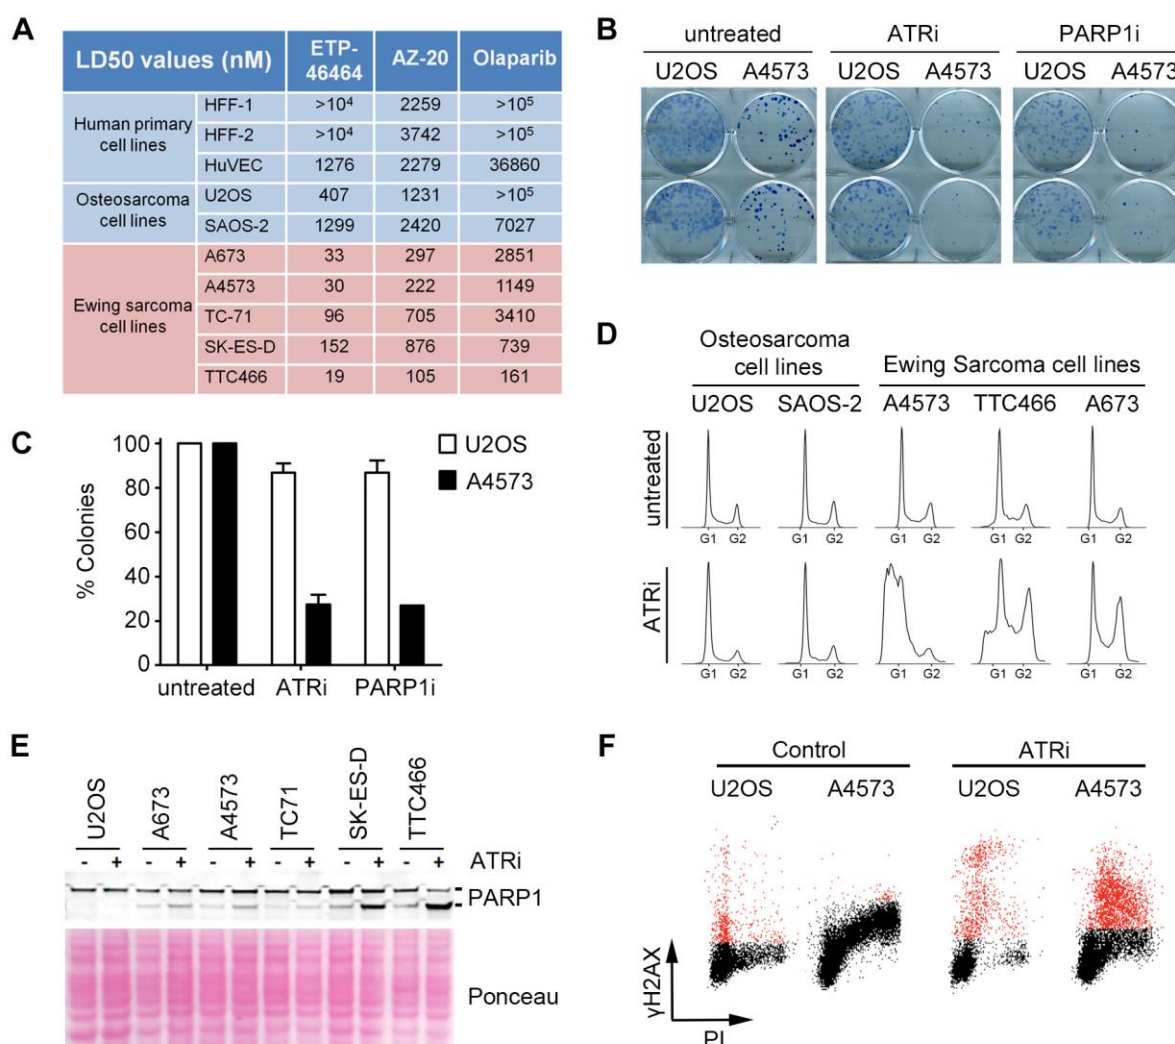 A
LD50 values (nM) ETP-46464 AZ-20 Olaparib
Human primary cell lines
HFF-1 >10⁴ 2259 >10⁵
HFF-2 >10⁴ 3742 >10⁵
HuVEC 1276 2279 36860
Osteosarcoma cell lines
U2OS 407 1231 >10⁵
SAOS-2 1299 2420 7027
Ewing sarcoma cell lines
A673 33 297 2851
A4573 30 222 1149
TC-71 96 705 3410
SK-ES-D 152 876 739
TTC466 19 105 161
B
untreated ATRi PARP1i
U2OS A4573 U2OS A4573 U2OS A4573
C
100
80
60
40
20
0
% Colonies
U2OS
A4573
untreated ATRi PARP1i
D
Osteosarcoma
cell lines
Ewing Sarcoma cell lines
U2OS SAOS-2 A4573 TTC466 A673
untreated
G1 G2 G1 G2 G1 G2 G1 G2 G1 G2
ATRi
G1 G2 G1 G2 G1 G2 G1 G2 G1 G2
E
U2OS A673 A4573 TC71 SK-ES-D TTC466
- + - + - + - + - + - + ATRi
PARP1
Ponceau
F
Control ATRi
U2OS A4573 U2OS A4573
γH2AX
PI